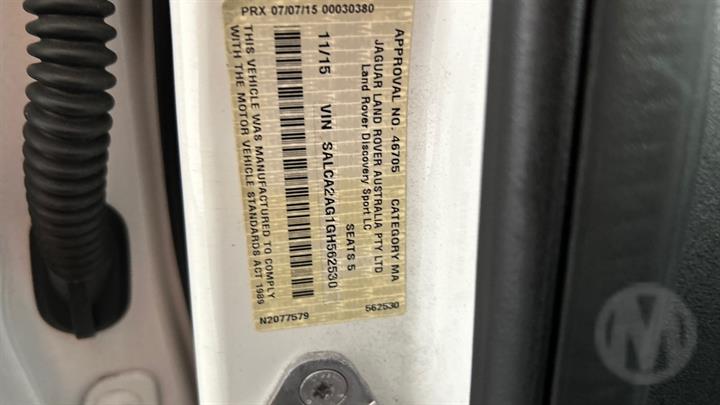 PRX 07/07/15 00030380
APPROVAL NO. 46705 CATEGORY MA
JAGUAR LAND ROVER AUSTRALIA PTY LTD
Land Rover Discovery Sport LC
SEATS 5
11/15 VIN SALCA2AG1GH562530
THIS VEHICLE WAS MANUFACTURED TO COMPLY
WITH THE MOTOR VEHICLE STANDARDS ACT 1989
N2077579
562530
M